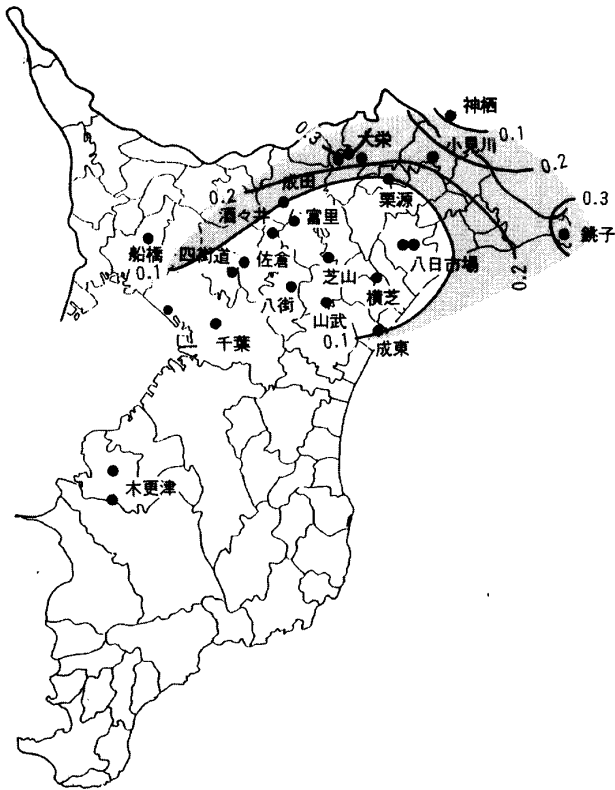 神栖
0.1
0.3
大栄
小見川
0.2
成田
栗源
0.2
酒々井
富里
0.3
銚子
船橋
四街道
佐倉
芝山
八日市場
0.2
0.1
八街
横芝
山武
千葉
0.1
成東
木更津